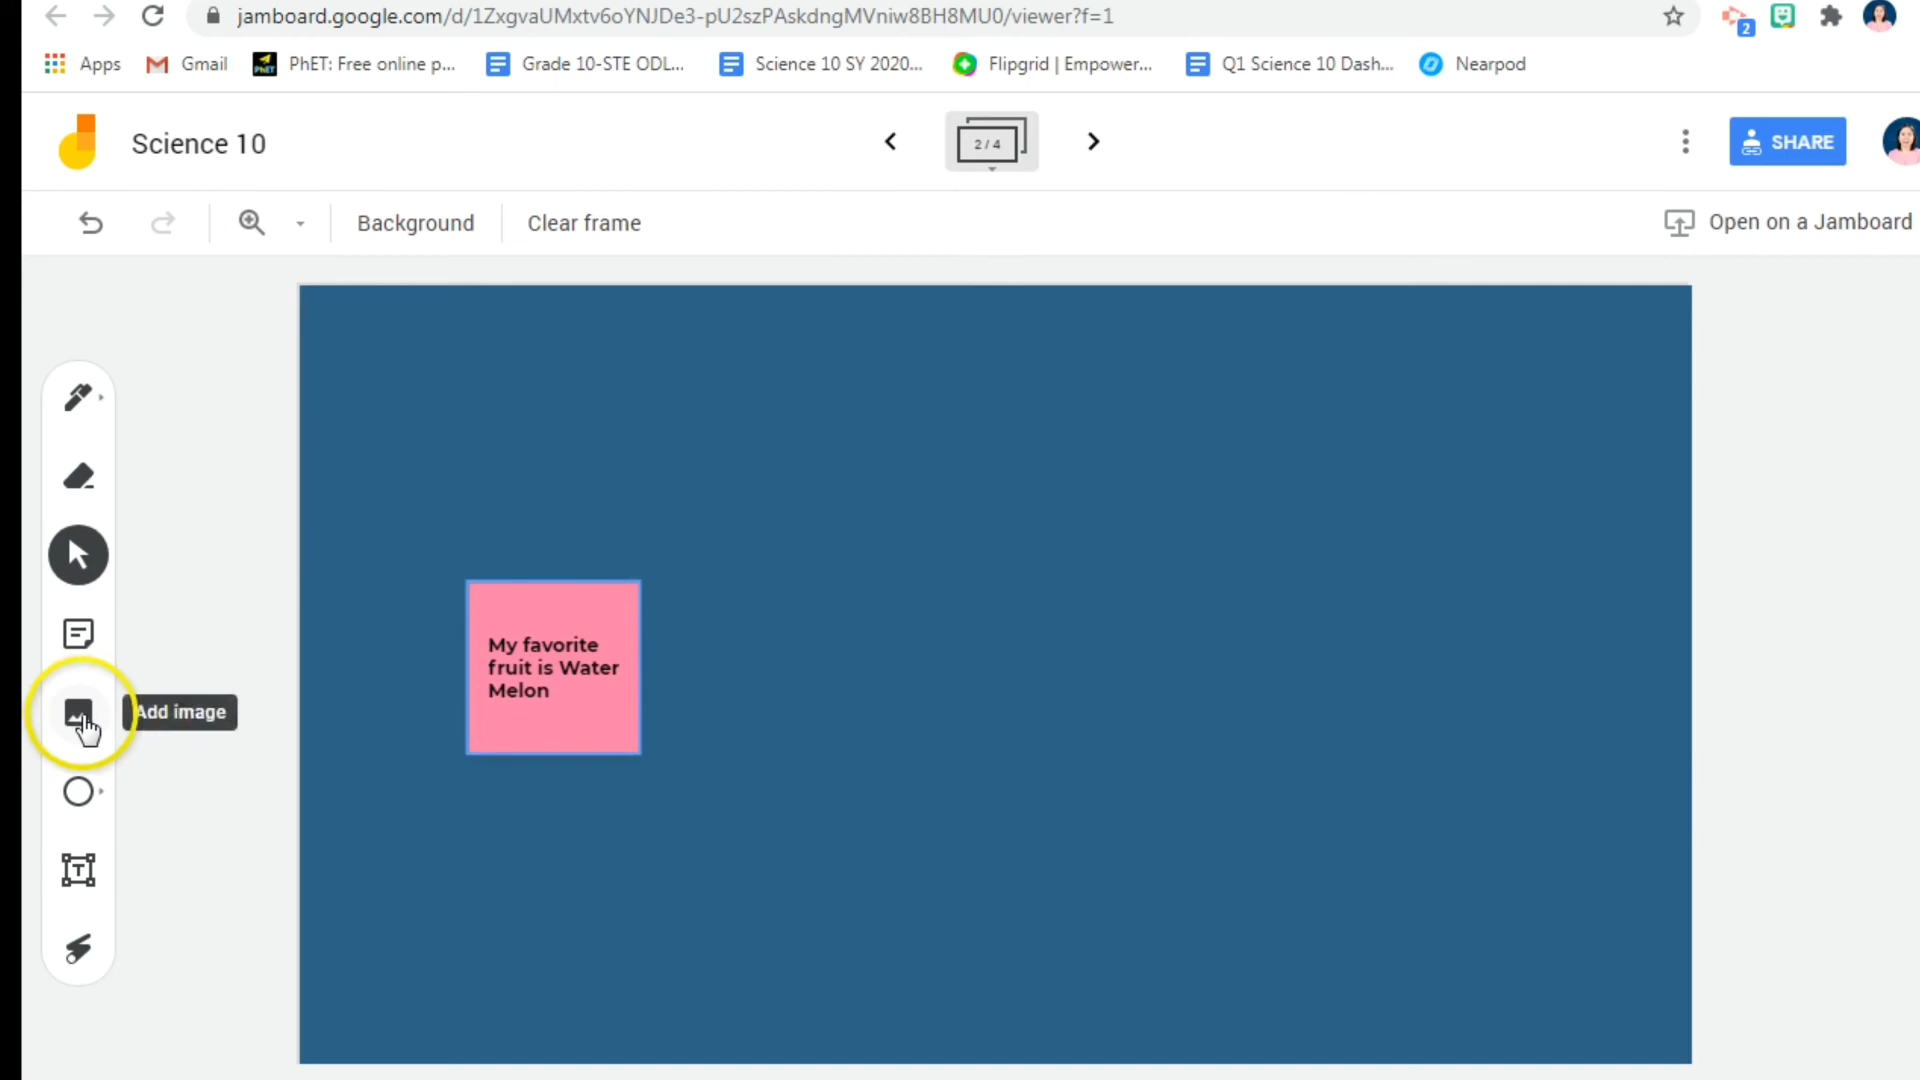 jamboard.google.com/d/1ZxgvaUMxtv6oYNJDe3-pU2szPAskdngMVniw8BH8MU0/viewer?f=1
2
Apps Gmail PhET: Free online p... Grade 10-STE ODL... Science 10 SY 2020... Flipgrid | Empower... Q1 Science 10 Dash... Nearpod
Science 10
2 / 4
SHARE
Background
Clear frame
Open on a Jamboard
My favorite
fruit is Water
Melon
Add image